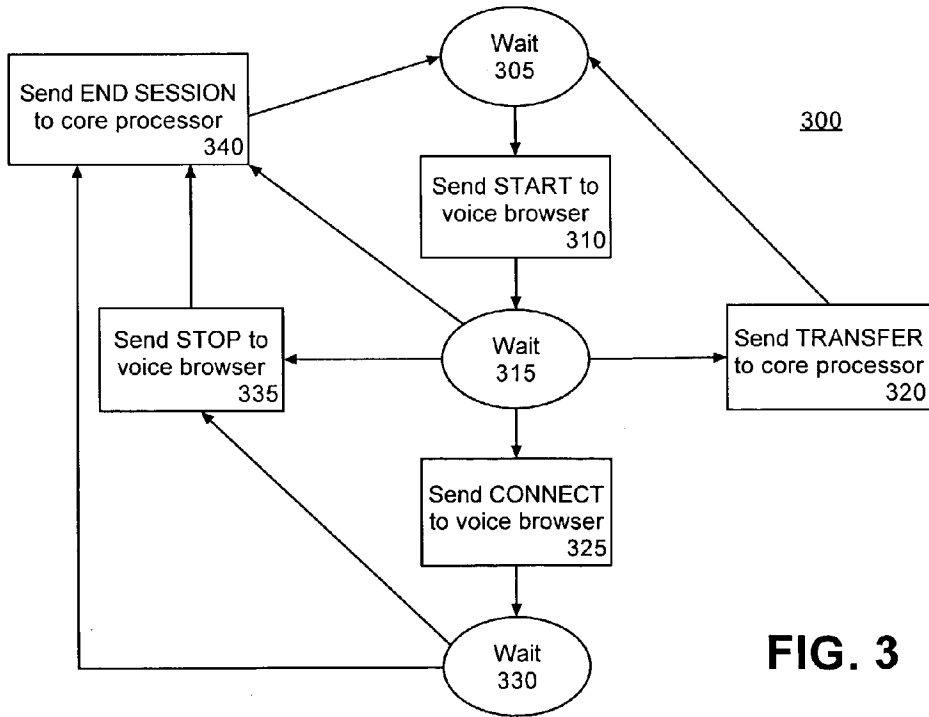 Wait
305
Send END SESSION
to core processor
340
300
Send START to
voice browser
310
Send STOP to
voice browser
335
Wait
315
Send TRANSFER
to core processor
320
Send CONNECT
to voice browser
325
Wait
330
FIG. 3